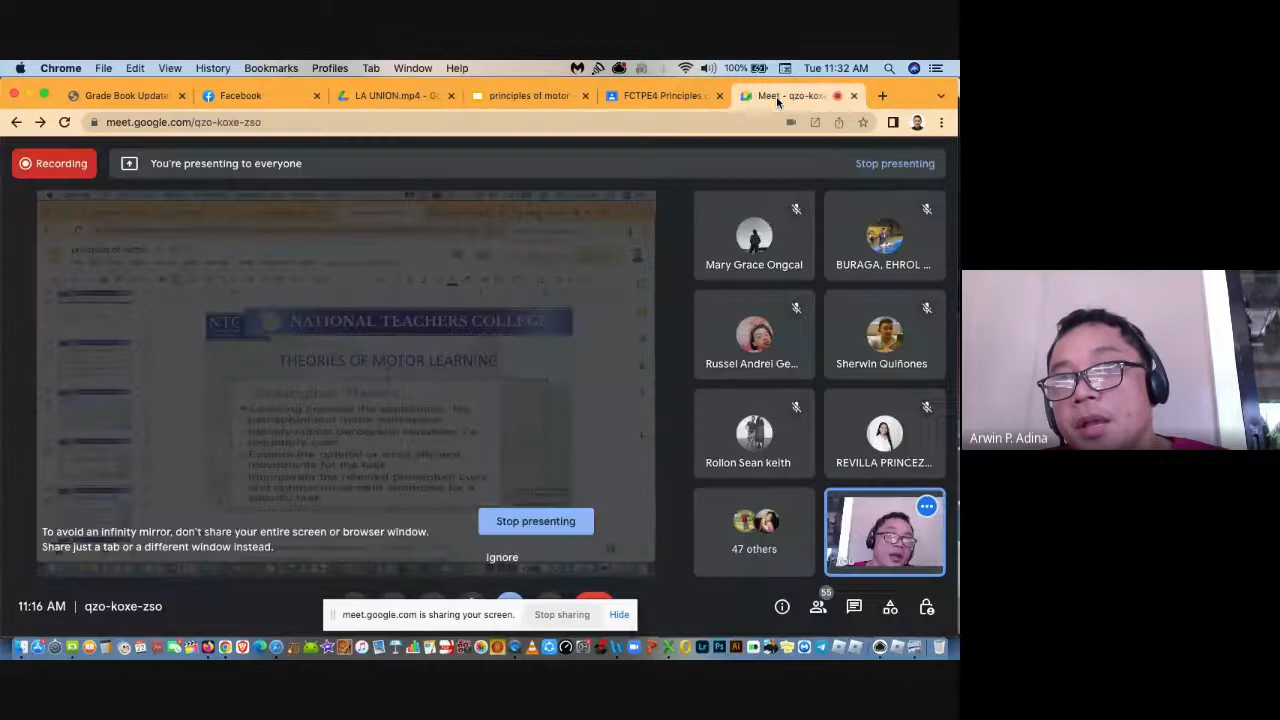 Chrome File Edit View History Bookmarks Profiles Tab Window Help
100%
Tue 11:32 AM
Grade Book Update
Facebook
LA UNION.mp4 - G
principles of motor
FCTPE4 Principles
Meet - qzo-kox
meet.google.com/qzo-koxe-zso
Recording
You're presenting to everyone
Stop presenting
NTC
NATIONAL TEACHERS COLLEGE
THEORIES OF MOTOR LEARNING
To avoid an infinity mirror, don't share your entire screen or browser window.
Share just a tab or a different window instead.
Stop presenting
Ignore
Mary Grace Ongcal
BURAGA, EHROL ...
Russel Andrei Ge...
Sherwin Quiñones
Rollon Sean keith
REVILLA PRINCEZ...
47 others
You
11:16 AM
qzo-koxe-zso
meet.google.com is sharing your screen.
Stop sharing
Hide
55
Arwin P. Adina